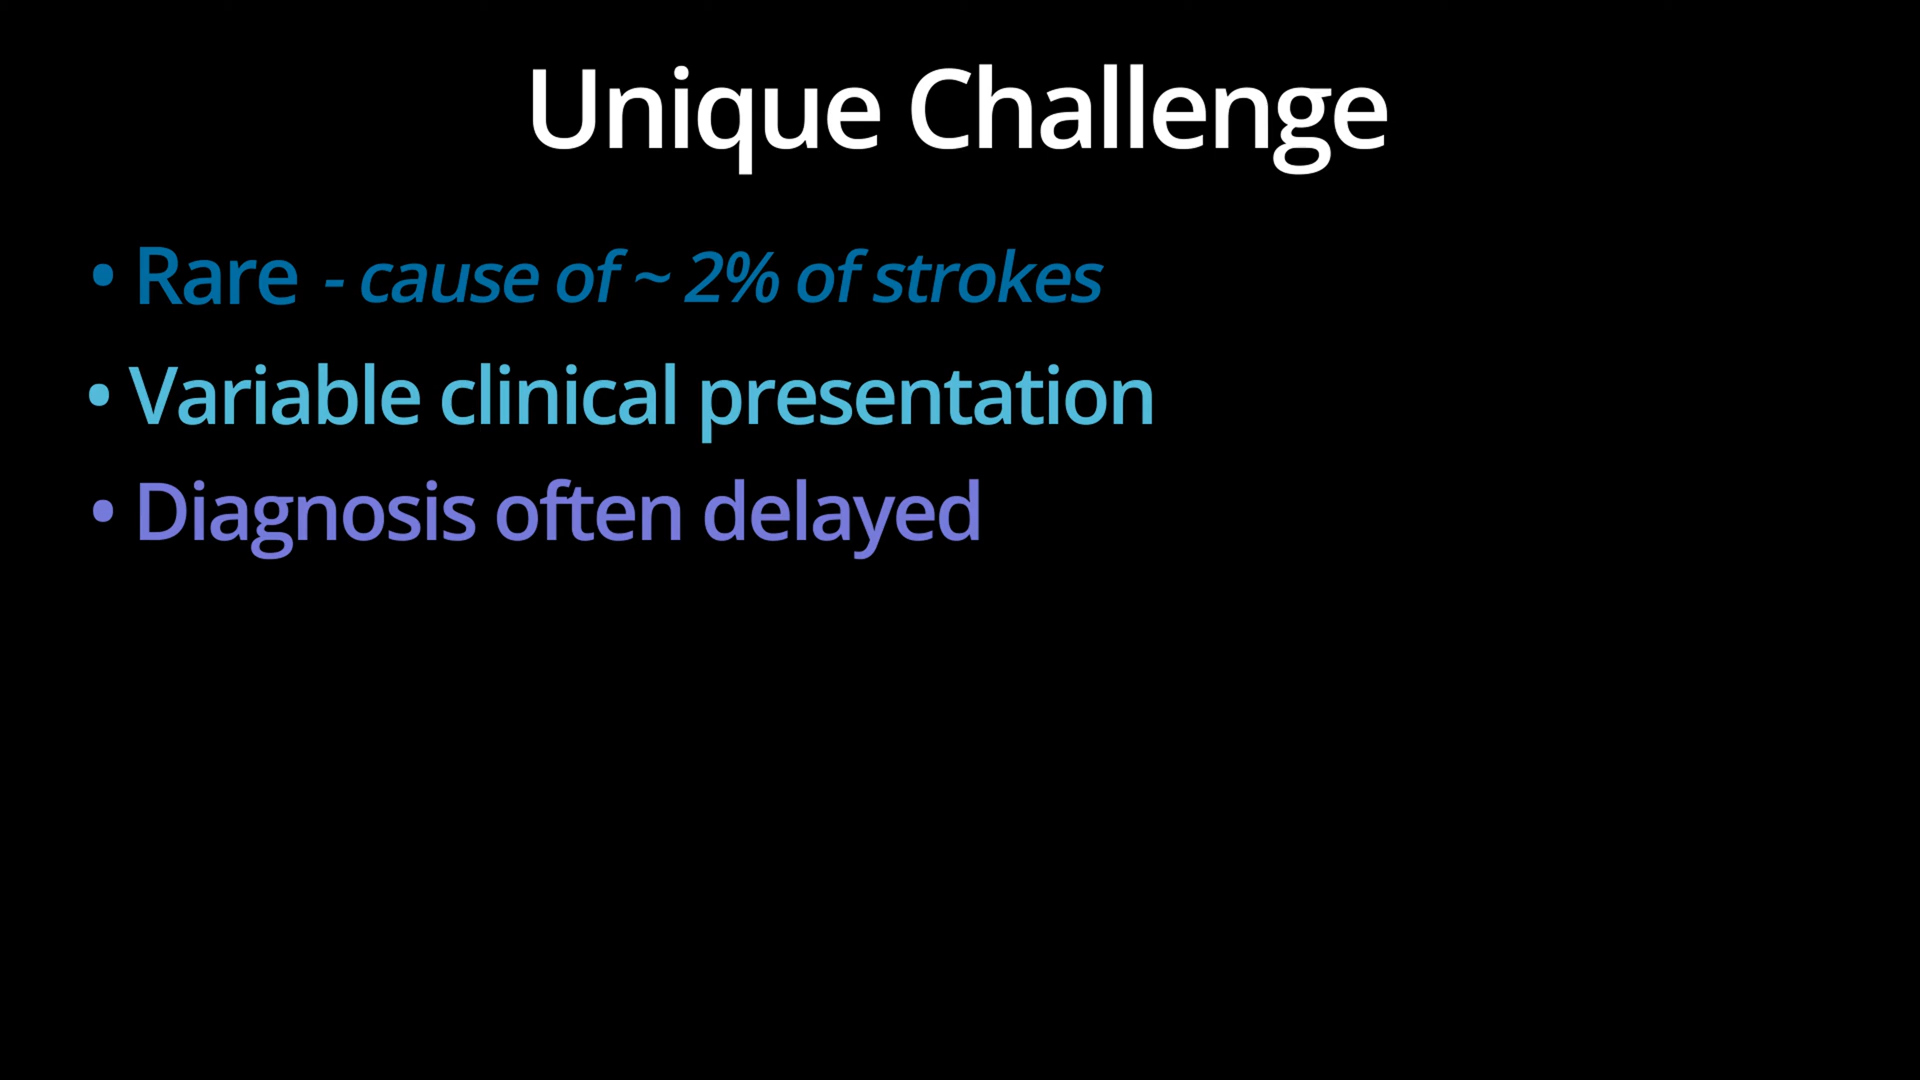 Unique Challenge
• Rare - cause of ~ 2% of strokes
• Variable clinical presentation
• Diagnosis often delayed